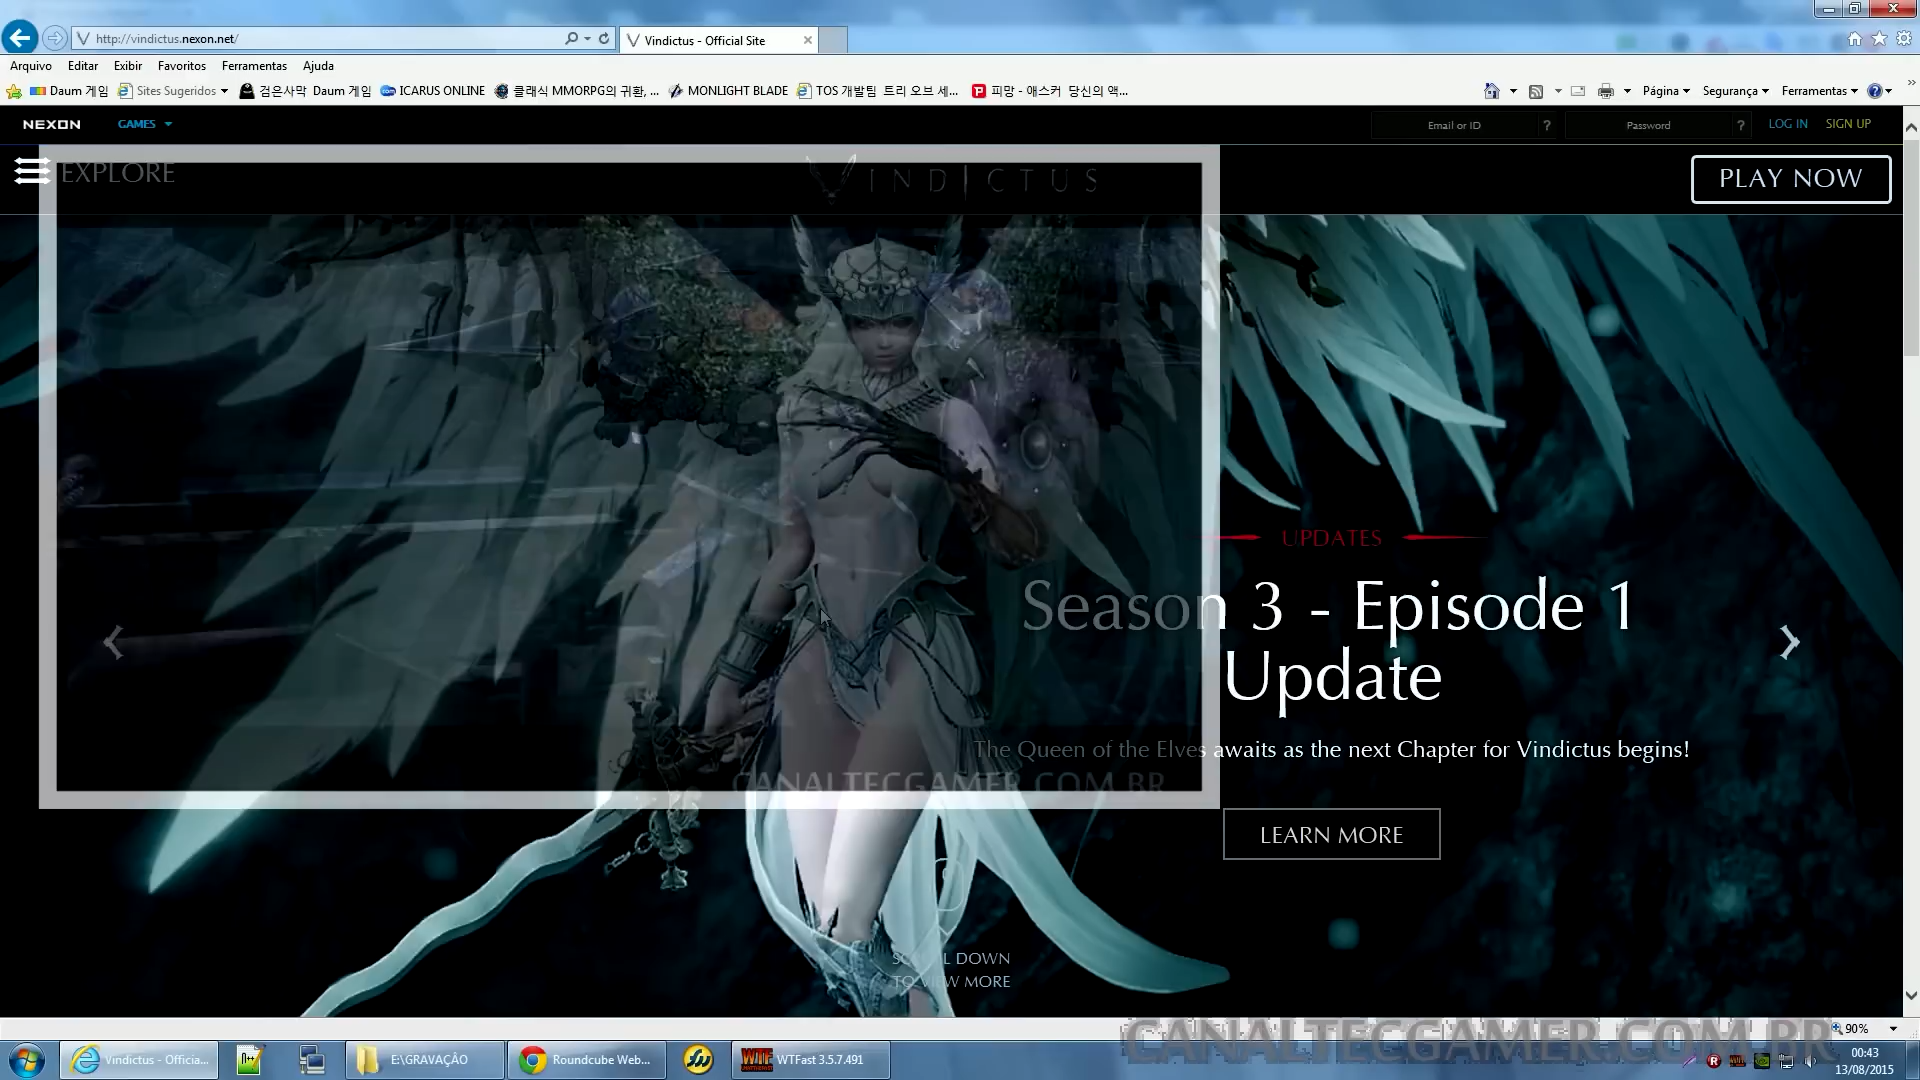 http://vindictus.nexon.net/
Vindictus - Official Site
Arquivo Editar Exibir Favoritos Ferramentas Ajuda
Daum 게임 Sites Sugeridos 검은사막 Daum 게임 ICARUS ONLINE 클래식 MMORPG의 귀환, ... MONLIGHT BLADE TOS 개발팀 트리 오브 세... 피망 - 애스커 당신의 액... Página Segurança Ferramentas
NEXON GAMES Email or ID ? Password ? LOG IN SIGN UP
EXPLORE VINDICTUS PLAY NOW
UPDATES
Season 3 - Episode 1
Update
The Queen of the Elves awaits as the next Chapter for Vindictus begins!
CANALTECGAMER.COM.BR
LEARN MORE
SCROLL DOWN
TO VIEW MORE
CANALTECGAMER.COM.BR
90%
Vindictus - Officia... E:\GRAVAÇÃO Roundcube Web... WTFast 3.5.7.491
00:43
13/08/2015